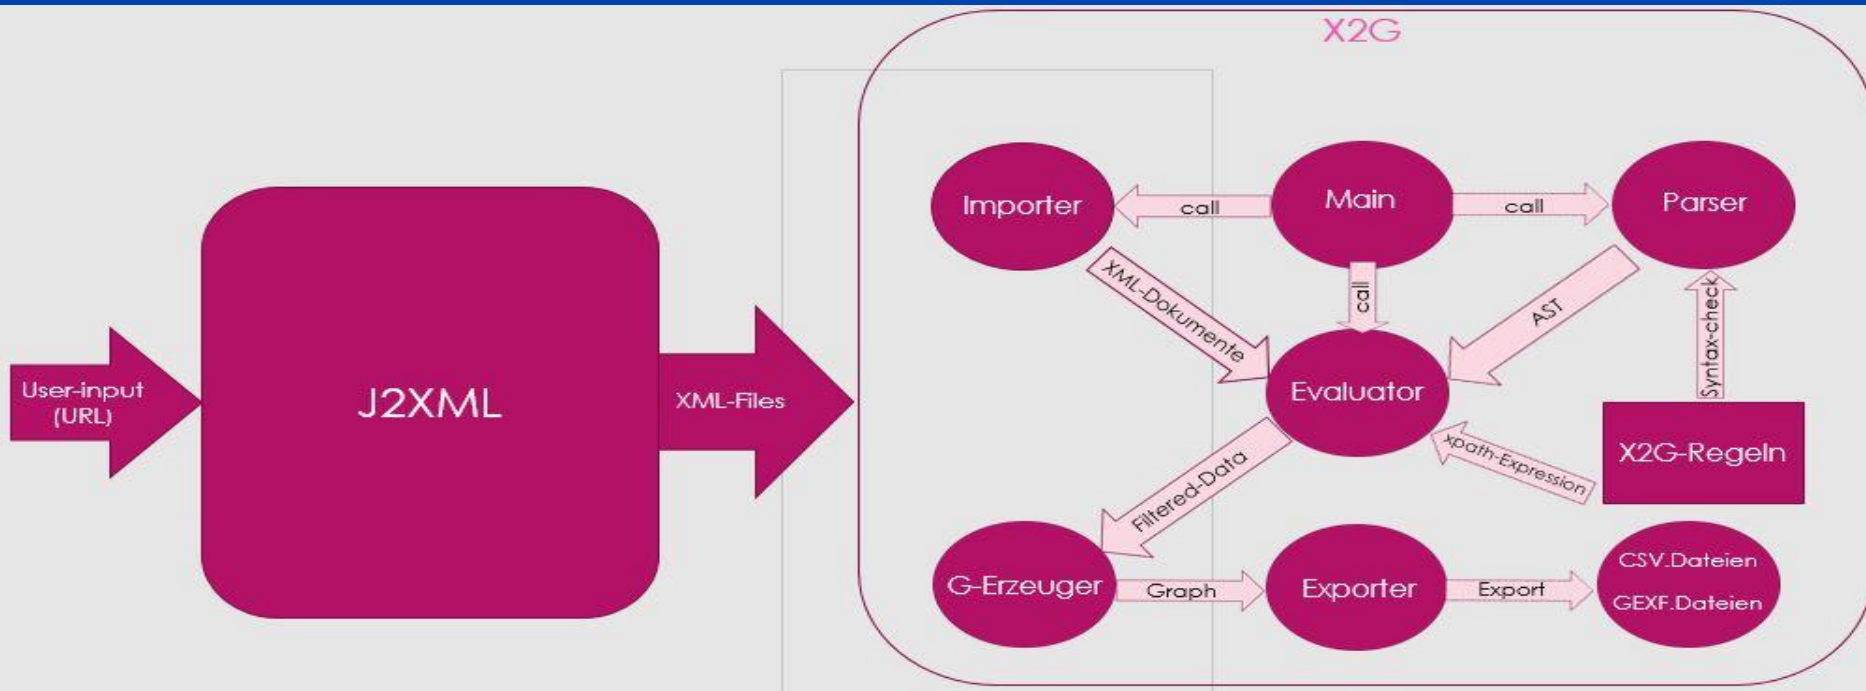 X2G
Importer
call
Main
call
Parser
XML-Dokumente
call
AST
Syntax-check
User-input
(URL)
J2XML
XML-Files
Evaluator
X2G-Regeln
xpath-Expression
Filtered-Data
G-Erzeuger
Graph
Exporter
Export
CSV.Dateien
GEXF.Dateien